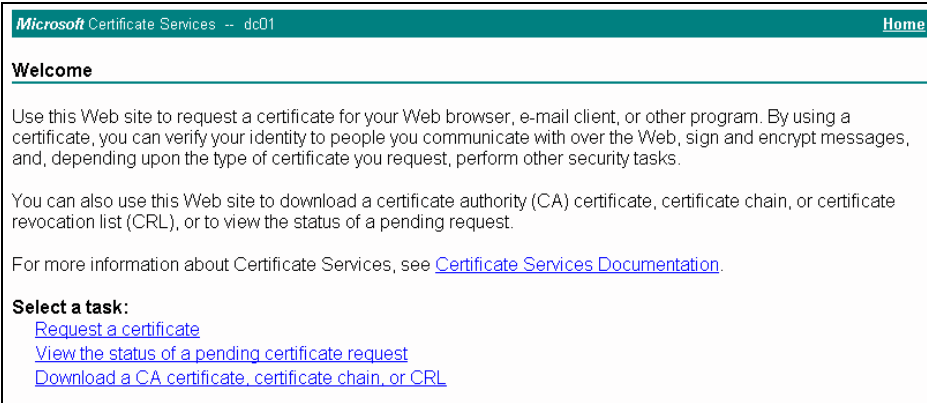 Microsoft Certificate Services -- dc01 Home
Welcome
Use this Web site to request a certificate for your Web browser, e-mail client, or other program. By using a
certificate, you can verify your identity to people you communicate with over the Web, sign and encrypt messages,
and, depending upon the type of certificate you request, perform other security tasks.
You can also use this Web site to download a certificate authority (CA) certificate, certificate chain, or certificate
revocation list (CRL), or to view the status of a pending request.
For more information about Certificate Services, see Certificate Services Documentation.
Select a task:
Request a certificate
View the status of a pending certificate request
Download a CA certificate, certificate chain, or CRL